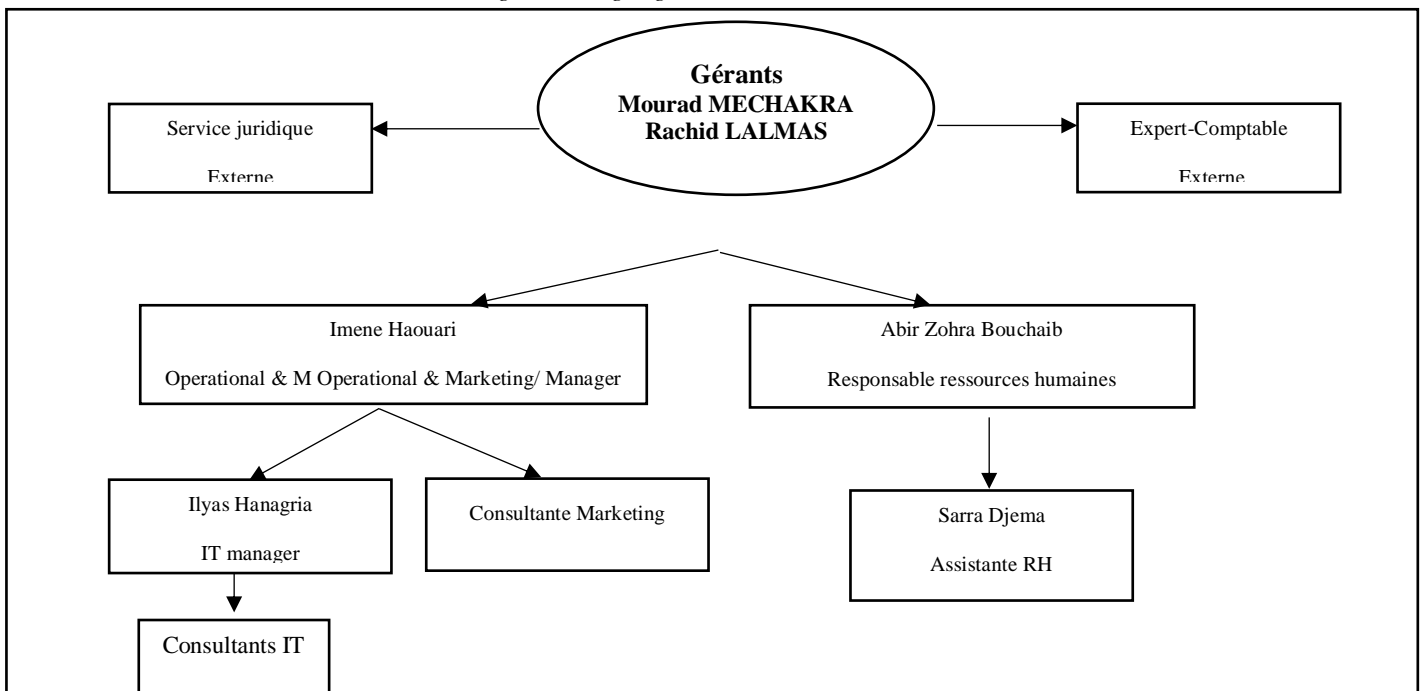 Gérants
Mourad MECHAKRA
Rachid LALMAS
Service juridique
Externe
Expert-Comptable
Externe
Imene Haouari
Operational & M Operational & Marketing/ Manager
Abir Zohra Bouchaib
Responsable ressources humaines
Ilyas Hanagria
IT manager
Consultante Marketing
Sarra Djema
Assistante RH
Consultants IT